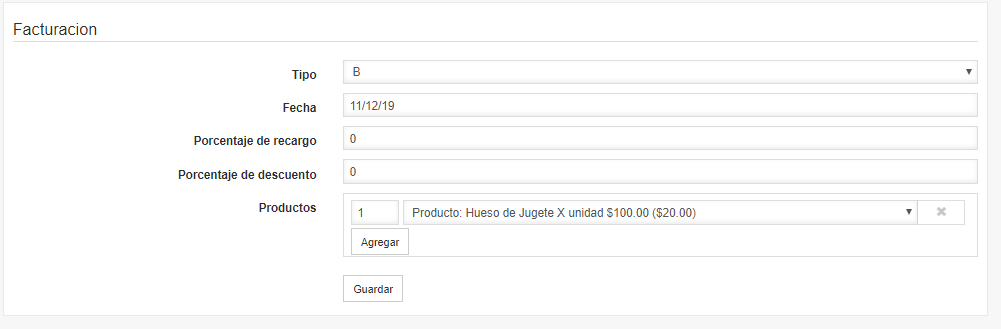 Facturacion
Tipo B
Fecha 11/12/19
Porcentaje de recargo 0
Porcentaje de descuento 0
Productos 1 Producto: Hueso de Jugete X unidad $100.00 ($20.00)
Agregar
Guardar